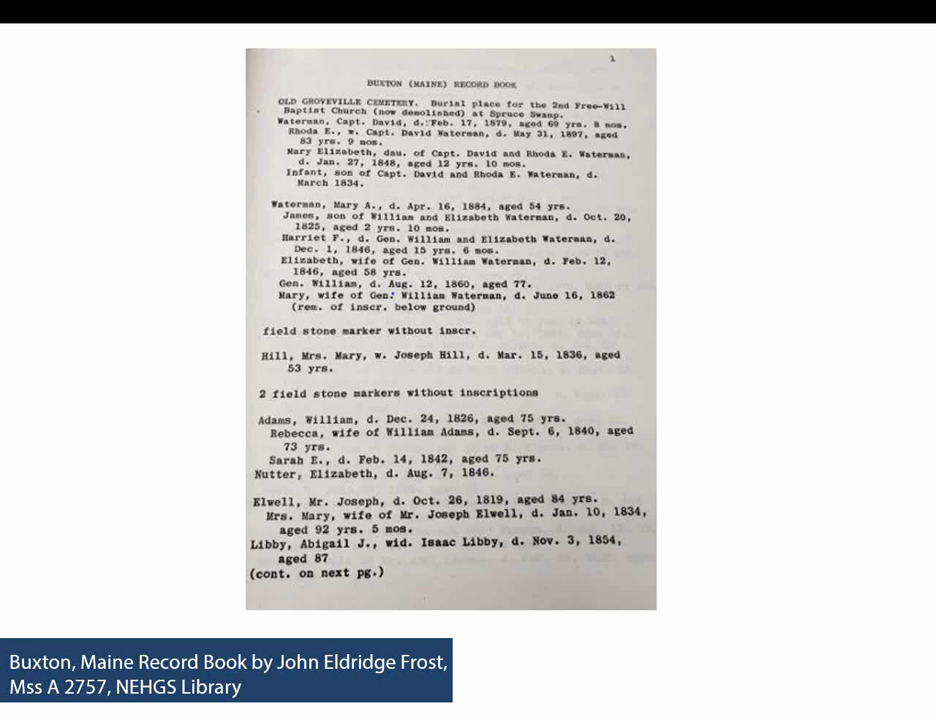 1
BUXTON (MAINE) RECORD BOOK
OLD GROVEVILLE CEMETERY. Burial place for the 2nd Free-Will
Baptist Church (now demolished) at Spruce Swamp.
Waterman, Capt. David, d. Feb. 17, 1879, aged 69 yrs. 8 mos.
Rhoda E., w. Capt. David Waterman, d. May 31, 1897, aged
83 yrs. 9 mos.
Mary Elizabeth, dau. of Capt. David and Rhoda E. Waterman,
d. Jan. 27, 1848, aged 12 yrs. 10 mos.
Infant, son of Capt. David and Rhoda E. Waterman, d.
March 1834.
Waterman, Mary A., d. Apr. 16, 1884, aged 54 yrs.
James, son of William and Elizabeth Waterman, d. Oct. 20,
1825, aged 2 yrs. 10 mos.
Harriet F., d. Gen. William and Elizabeth Waterman, d.
Dec. 1, 1846, aged 15 yrs. 6 mos.
Elizabeth, wife of Gen. William Waterman, d. Feb. 12,
1846, aged 58 yrs.
Gen. William, d. Aug. 12, 1860, aged 77.
Mary, wife of Gen. William Waterman, d. June 16, 1862
(rem. of inscr. below ground)
field stone marker without inscr.
Hill, Mrs. Mary, w. Joseph Hill, d. Mar. 15, 1836, aged
53 yrs.
2 field stone markers without inscriptions
Adams, William, d. Dec. 24, 1826, aged 75 yrs.
Rebecca, wife of William Adams, d. Sept. 6, 1840, aged
73 yrs.
Sarah E., d. Feb. 14, 1842, aged 75 yrs.
Nutter, Elizabeth, d. Aug. 7, 1846.
Elwell, Mr. Joseph, d. Oct. 26, 1819, aged 84 yrs.
Mrs. Mary, wife of Mr. Joseph Elwell, d. Jan. 10, 1834,
aged 92 yrs. 5 mos.
Libby, Abigail J., wid. Isaac Libby, d. Nov. 3, 1854,
aged 87
(cont. on next pg.)
Buxton, Maine Record Book by John Eldridge Frost,
Mss A 2757, NEHGS Library